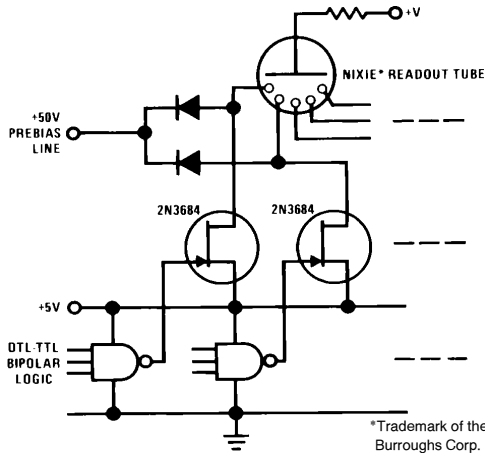 +V
NIXIE* READOUT TUBE
+50V
PREBIAS
LINE
2N3684
2N3684
+5V
DTL-TTL
BIPOLAR
LOGIC
*Trademark of the
Burroughs Corp.